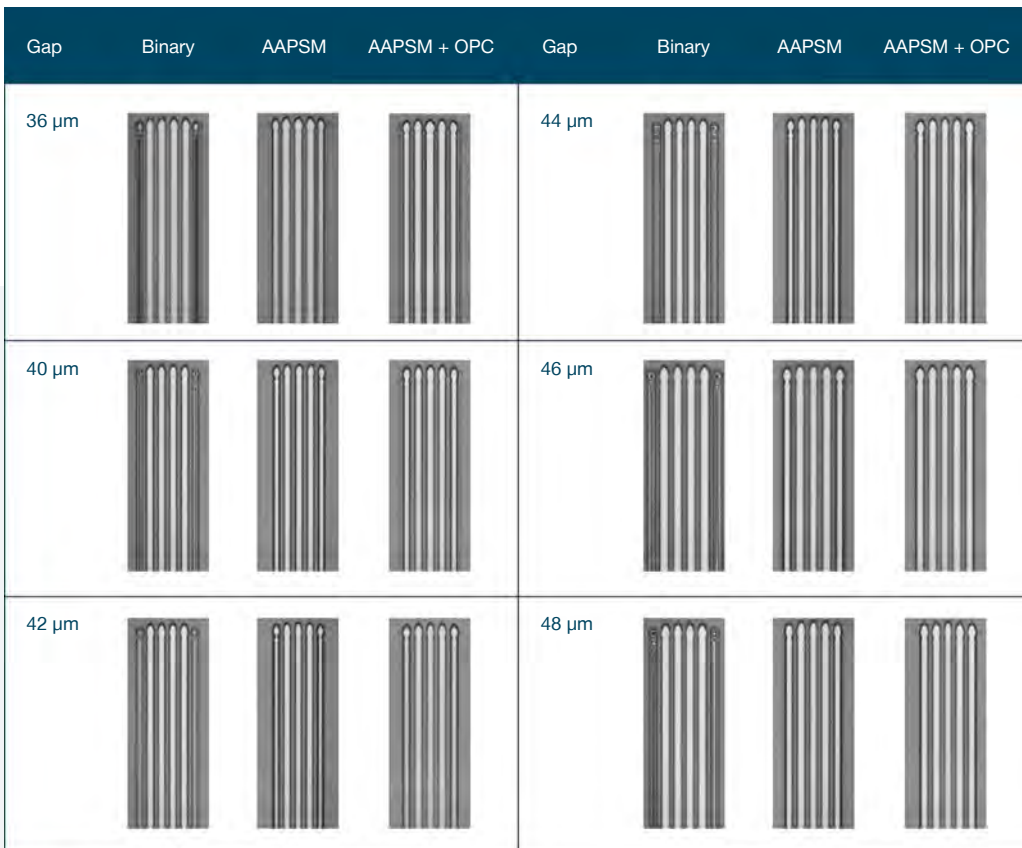 Gap Binary AAPSM AAPSM + OPC Gap Binary AAPSM AAPSM + OPC
36 µm 44 µm
40 µm 46 µm
42 µm 48 µm